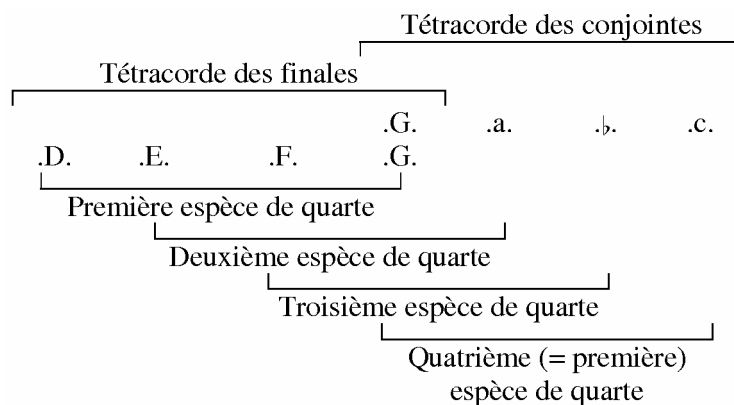 Tétracorde des conjointes
Tétracorde des finales
.G. .a. .♭. .c.
.D. .E. .F. .G.
Première espèce de quarte
Deuxième espèce de quarte
Troisième espèce de quarte
Quatrième (= première)
espèce de quarte